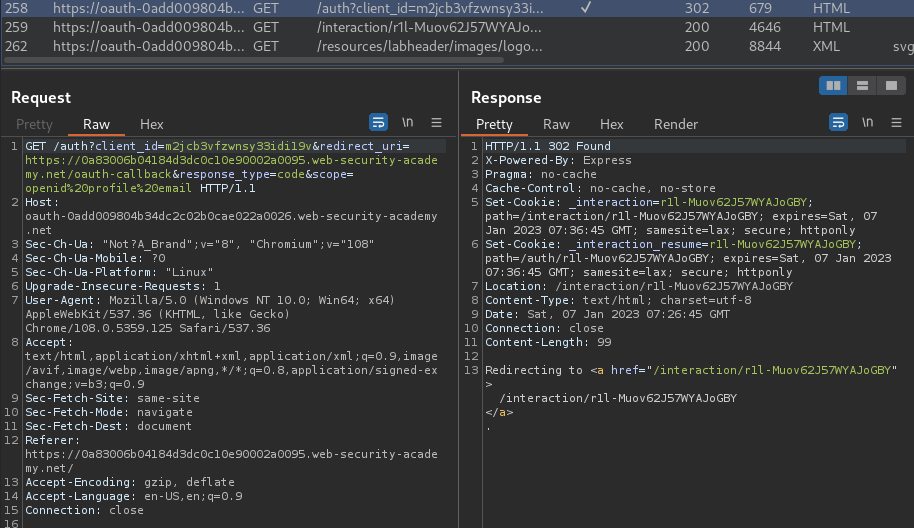 258 https://oauth-0add009804b... GET /auth?client_id=m2jcb3vfzwnsy33i... ✓ 302 679 HTML
259 https://oauth-0add009804b... GET /interaction/r1l-Muov62J57WYAJo... 200 4646 HTML
262 https://oauth-0add009804b... GET /resources/labheader/images/logo... 200 8844 XML svg
Request
Pretty Raw Hex \n
1 GET /auth?client_id=m2jcb3vfzwnsy33idi19v&redirect_uri=
https://0a83006b04184d3dc0c10e90002a0095.web-security-acade
my.net/oauth-callback&response_type=code&scope=
openid%20profile%20email HTTP/1.1
2 Host:
oauth-0add009804b34dc2c02b0cae022a0026.web-security-academy
.net
3 Sec-Ch-Ua: "Not?A_Brand";v="8", "Chromium";v="108"
4 Sec-Ch-Ua-Mobile: ?0
5 Sec-Ch-Ua-Platform: "Linux"
6 Upgrade-Insecure-Requests: 1
7 User-Agent: Mozilla/5.0 (Windows NT 10.0; Win64; x64)
AppleWebKit/537.36 (KHTML, like Gecko)
Chrome/108.0.5359.125 Safari/537.36
8 Accept:
text/html,application/xhtml+xml,application/xml;q=0.9,image
/avif,image/webp,image/apng,*/*;q=0.8,application/signed-ex
change;v=b3;q=0.9
9 Sec-Fetch-Site: same-site
10 Sec-Fetch-Mode: navigate
11 Sec-Fetch-Dest: document
12 Referer:
https://0a83006b04184d3dc0c10e90002a0095.web-security-acade
my.net/
13 Accept-Encoding: gzip, deflate
14 Accept-Language: en-US,en;q=0.9
15 Connection: close
16
Response
Pretty Raw Hex Render \n
1 HTTP/1.1 302 Found
2 X-Powered-By: Express
3 Pragma: no-cache
4 Cache-Control: no-cache, no-store
5 Set-Cookie: _interaction=r1l-Muov62J57WYAJoGBY;
path=/interaction/r1l-Muov62J57WYAJoGBY; expires=Sat, 07
Jan 2023 07:36:45 GMT; samesite=lax; secure; httponly
6 Set-Cookie: _interaction_resume=r1l-Muov62J57WYAJoGBY;
path=/auth/r1l-Muov62J57WYAJoGBY; expires=Sat, 07 Jan 2023
07:36:45 GMT; samesite=lax; secure; httponly
7 Location: /interaction/r1l-Muov62J57WYAJoGBY
8 Content-Type: text/html; charset=utf-8
9 Date: Sat, 07 Jan 2023 07:26:45 GMT
10 Connection: close
11 Content-Length: 99
12
13 Redirecting to <a href="/interaction/r1l-Muov62J57WYAJoGBY"
>
/interaction/r1l-Muov62J57WYAJoGBY
</a>
.